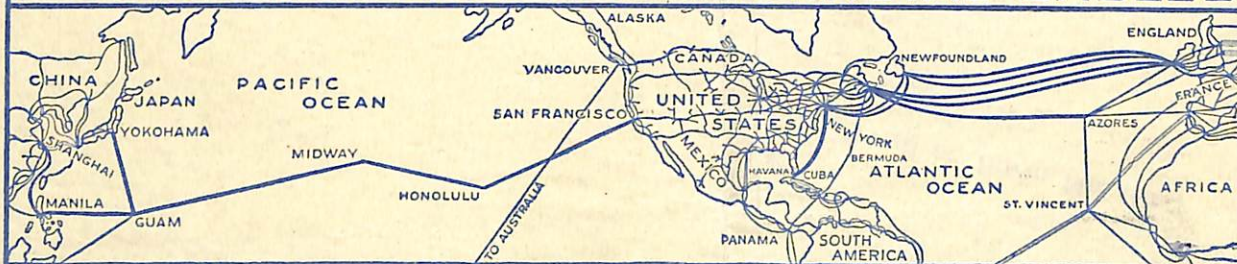 ALASKA
ENGLAND
CANADA
NEWFOUNDLAND
VANCOUVER
CHINA
PACIFIC
OCEAN
JAPAN
UNITED
STATES
FRANCE
SAN FRANCISCO
YOKOHAMA
NEW YORK
AZORES
SHANGHAI
MEXICO
MIDWAY
BERMUDA
HAVANA
CUBA
ATLANTIC
OCEAN
AFRICA
HONOLULU
MANILA
GUAM
ST. VINCENT
TO AUSTRALIA
PANAMA
SOUTH
AMERICA